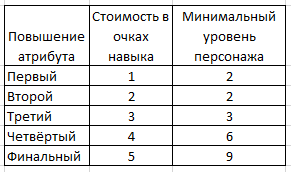 Повышение атрибута
Стоимость в очках навыка
Минимальный уровень персонажа
Первый 1 2
Второй 2 2
Третий 3 3
Четвёртый 4 6
Финальный 5 9